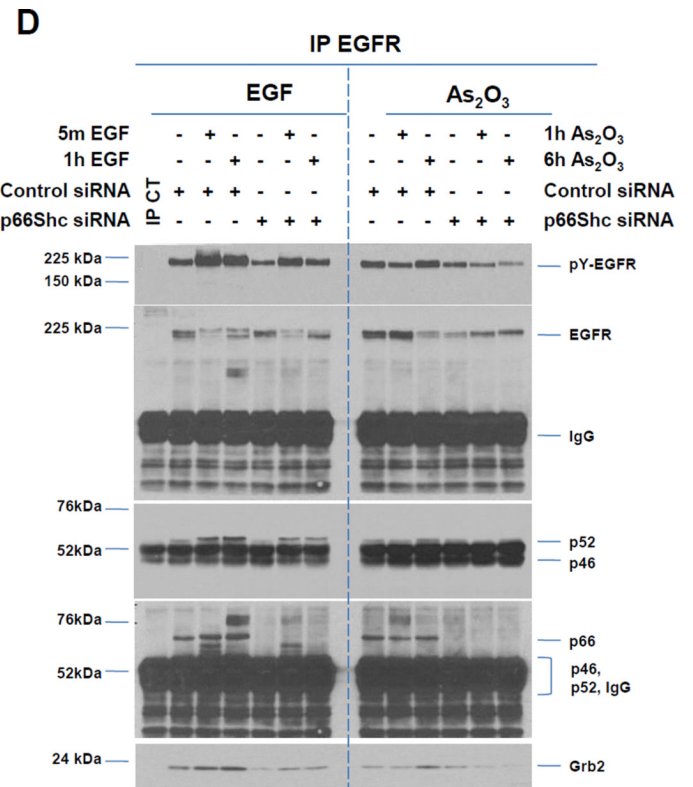 D
IP EGFR
EGF As₂O₃
5m EGF - + - - + - - + - - + - 1h As₂O₃
1h EGF - - + - - + - - + - - + 6h As₂O₃
Control siRNA IP CT + + + - - - + + + - - - Control siRNA
p66Shc siRNA - - - + + + - - - + + + p66Shc siRNA
225 kDa pY-EGFR
150 kDa
225 kDa EGFR
IgG
76kDa
52kDa p52
p46
76kDa
p66
52kDa p46,
p52, IgG
24 kDa Grb2